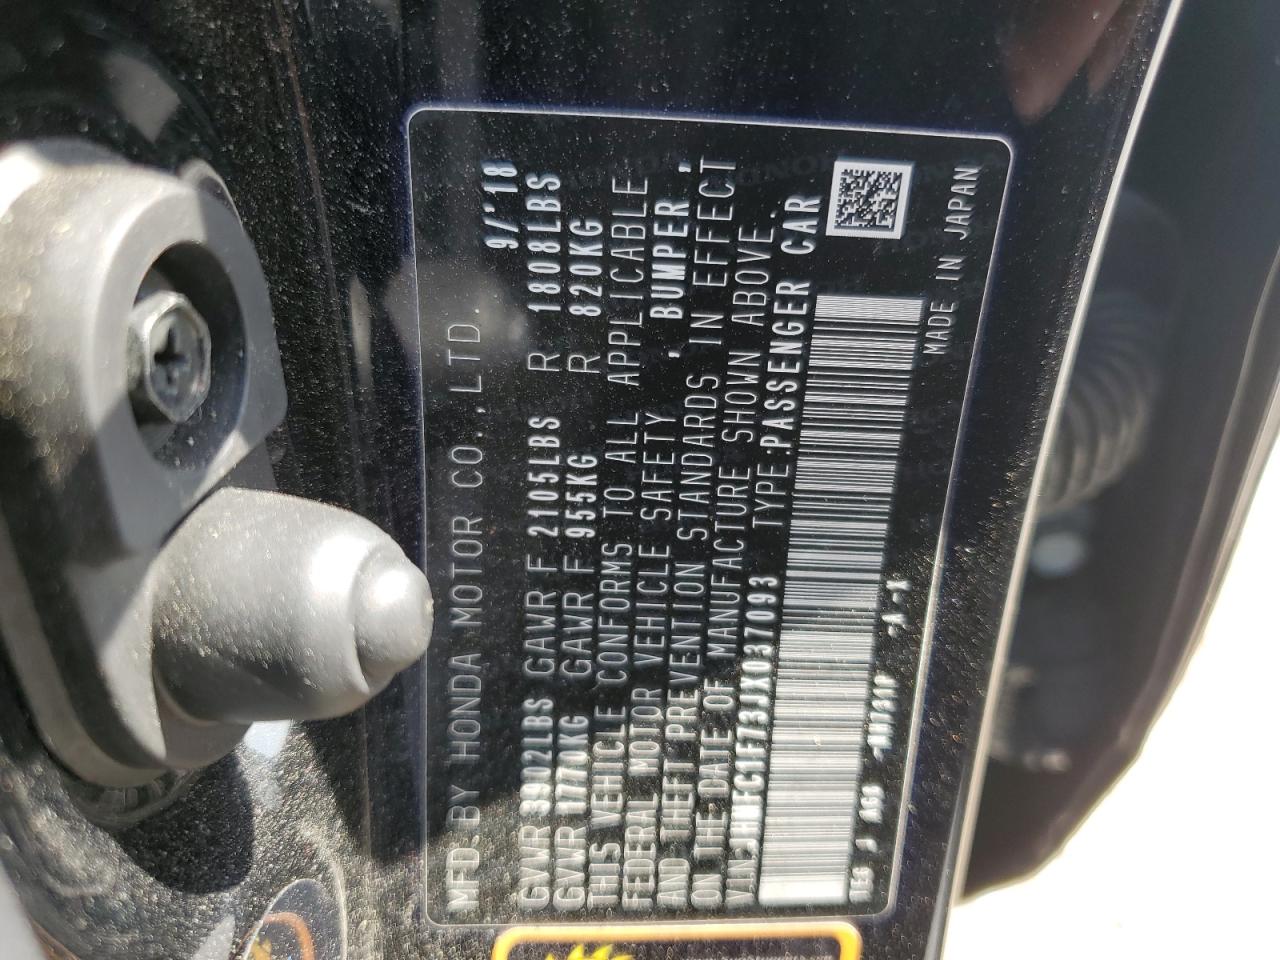 MFD.BY HONDA MOTOR CO.,LTD. 9/'18
GVWR 3902LBS GAWR F 2105LBS R 1808LBS
GVWR 1770KG GAWR F 955KG R 820KG
THIS VEHICLE CONFORMS TO ALL APPLICABLE
FEDERAL MOTOR VEHICLE SAFETY , BUMPER ,
AND THEFT PREVENTION STANDARDS IN EFFECT
ON THE DATE OF MANUFACTURE SHOWN ABOVE.
VIN:JHMFC1F73JX037093 TYPE:PASSENGER CAR
MADE IN JAPAN